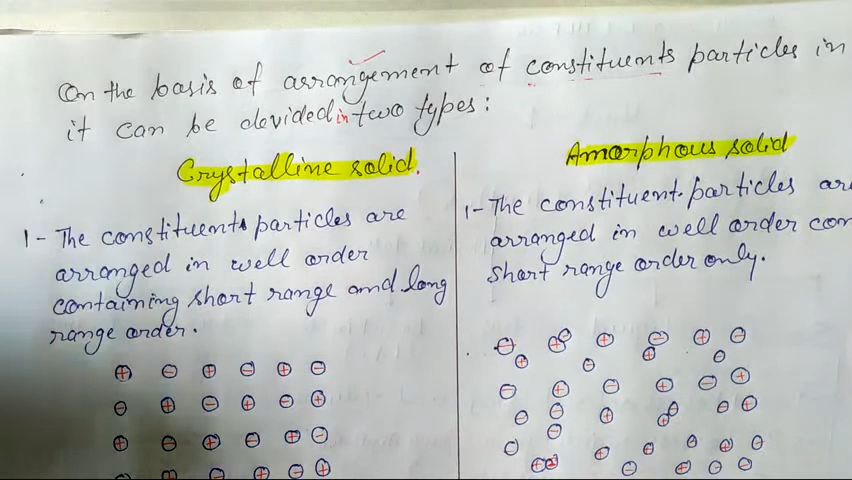 On the basis of arrangement of constituents particles in
it can be devided in two types:
Crystalline solid.
1- The constituents particles are
arranged in well order
containing short range and long
range order.
Amorphous solid
1- The constituent particles ar
arranged in well order con
short range order only.